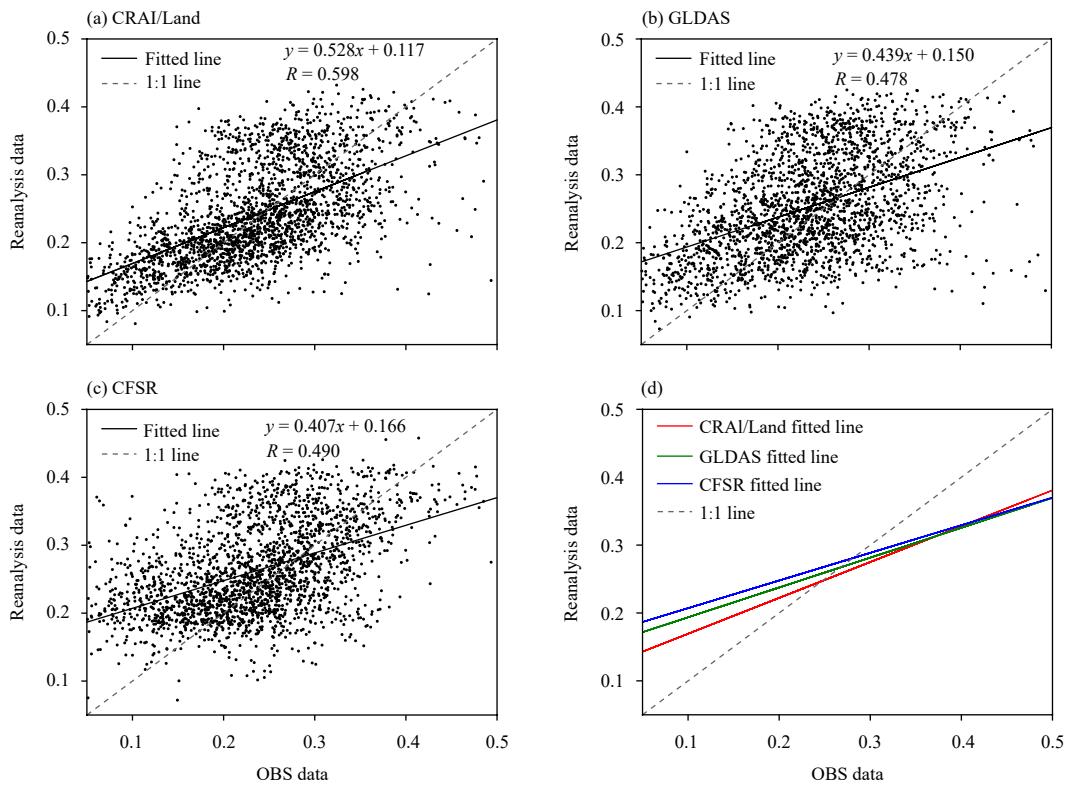 (a) CRAI/Land
y = 0.528x + 0.117
R = 0.598
Fitted line
1:1 line
0.5
0.4
0.3
0.2
0.1
Reanalysis data
(b) GLDAS
y = 0.439x + 0.150
R = 0.478
Fitted line
1:1 line
0.5
0.4
0.3
0.2
0.1
Reanalysis data
(c) CFSR
y = 0.407x + 0.166
R = 0.490
Fitted line
1:1 line
0.5
0.4
0.3
0.2
0.1
Reanalysis data
0.1 0.2 0.3 0.4 0.5
OBS data
(d)
CRAI/Land fitted line
GLDAS fitted line
CFSR fitted line
1:1 line
0.5
0.4
0.3
0.2
0.1
Reanalysis data
0.1 0.2 0.3 0.4 0.5
OBS data